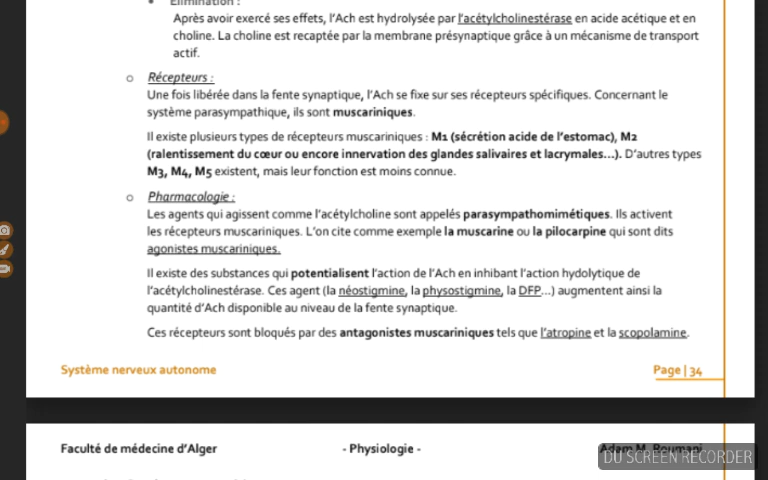 Elimination :
Après avoir exercé ses effets, l'Ach est hydrolysée par l'acétylcholinestérase en acide acétique et en
choline. La choline est recaptée par la membrane présynaptique grâce à un mécanisme de transport
actif.
Récepteurs :
Une fois libérée dans la fente synaptique, l'Ach se fixe sur ses récepteurs spécifiques. Concernant le
système parasympathique, ils sont muscariniques.
Il existe plusieurs types de récepteurs muscariniques : M1 (sécrétion acide de l'estomac), M2
(ralentissement du cœur ou encore innervation des glandes salivaires et lacrymales...). D'autres types
M3, M4, M5 existent, mais leur fonction est moins connue.
Pharmacologie :
Les agents qui agissent comme l'acétylcholine sont appelés parasympathomimétiques. Ils activent
les récepteurs muscariniques. L'on cite comme exemple la muscarine ou la pilocarpine qui sont dits
agonistes muscariniques.
Il existe des substances qui potentialisent l'action de l'Ach en inhibant l'action hydolytique de
l'acétylcholinestérase. Ces agent (la néostigmine, la physostigmine, la DFP...) augmentent ainsi la
quantité d'Ach disponible au niveau de la fente synaptique.
Ces récepteurs sont bloqués par des antagonistes muscariniques tels que l'atropine et la scopolamine.
Système nerveux autonome Page | 34
Faculté de médecine d'Alger - Physiologie - Adam M. Boumani
DU SCREEN RECORDER